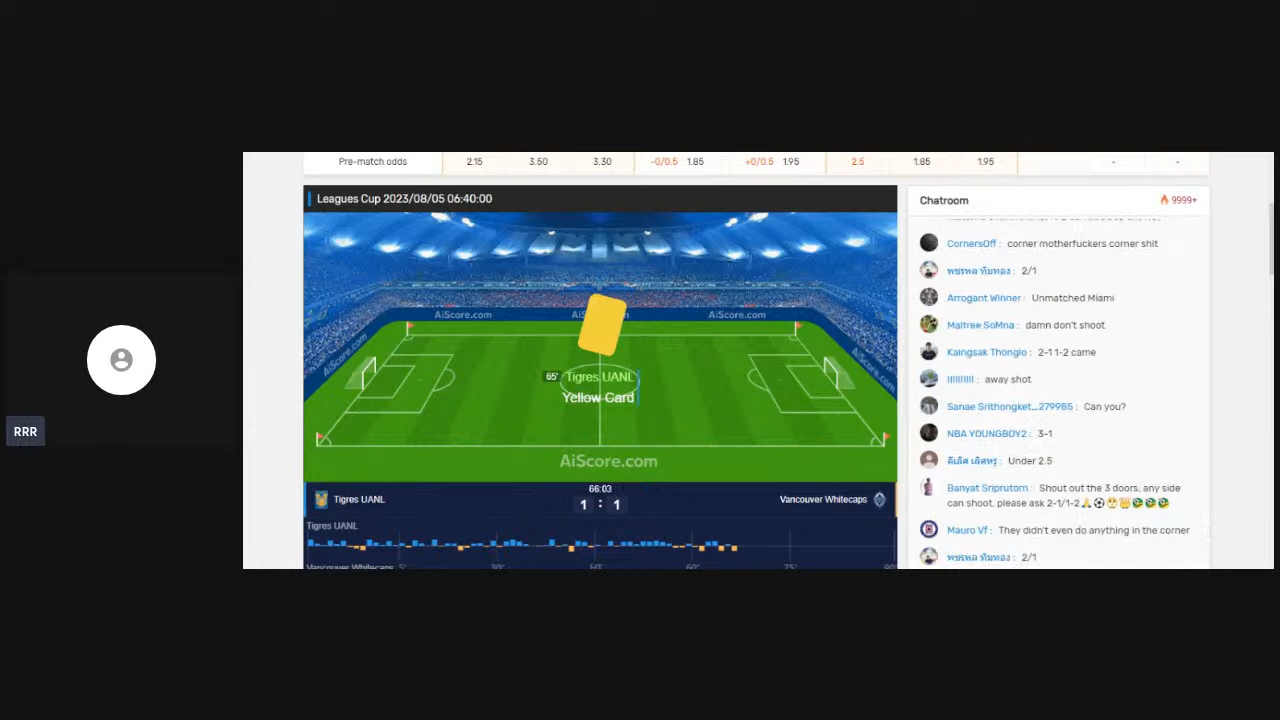 Pre-match odds 2.15 3.50 3.30 -0/0.5 1.85 +0/0.5 1.95 2.5 1.85 1.95 - -
Leagues Cup 2023/08/05 06:40:00
AiScore.com AiScore.com
AiScore.com AiScore.com
65' Tigres UANL
Yellow Card
AiScore.com
66:03
Tigres UANL 1 : 1 Vancouver Whitecaps
Tigres UANL
Vancouver Whitecaps 30' HT 60' 75' 90'
Chatroom 9999+
CornersOff : corner motherfuckers corner shit
พชรพล ทิมทอง : 2/1
Arrogant Winner : Unmatched Miami
Maitree SoMna : damn don't shoot
Kaingsak Thongio : 2-1 1-2 came
llllllllll : away shot
Sanae Srithongket_279985 : Can you?
NBA YOUNGBOY2 : 3-1
Under 2.5
Banyat Sriprutorn : Shout out the 3 doors, any side
can shoot, please ask 2-1/1-2🙏⚽
Mauro Vf : They didn't even do anything in the corner
พชรพล ทิมทอง : 2/1
RRR